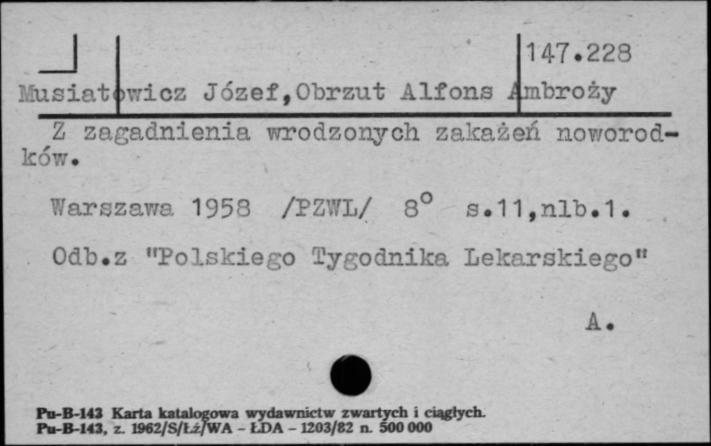 147.228
Musiatowicz Józef,Obrzut Alfons Ambroży
Z zagadnienia wrodzonych zakażeń noworod-
ków.
Warszawa 1958 /PZWL/ 8° s.11,nlb.1.
Odb.z "Polskiego Tygodnika Lekarskiego"
A.
Pu-B-143 Karta katalogowa wydawnictw zwartych i ciągłych.
Pu-B-143, z. 1962/S/Łź/WA - ŁDA - 1203/82 n. 500 000